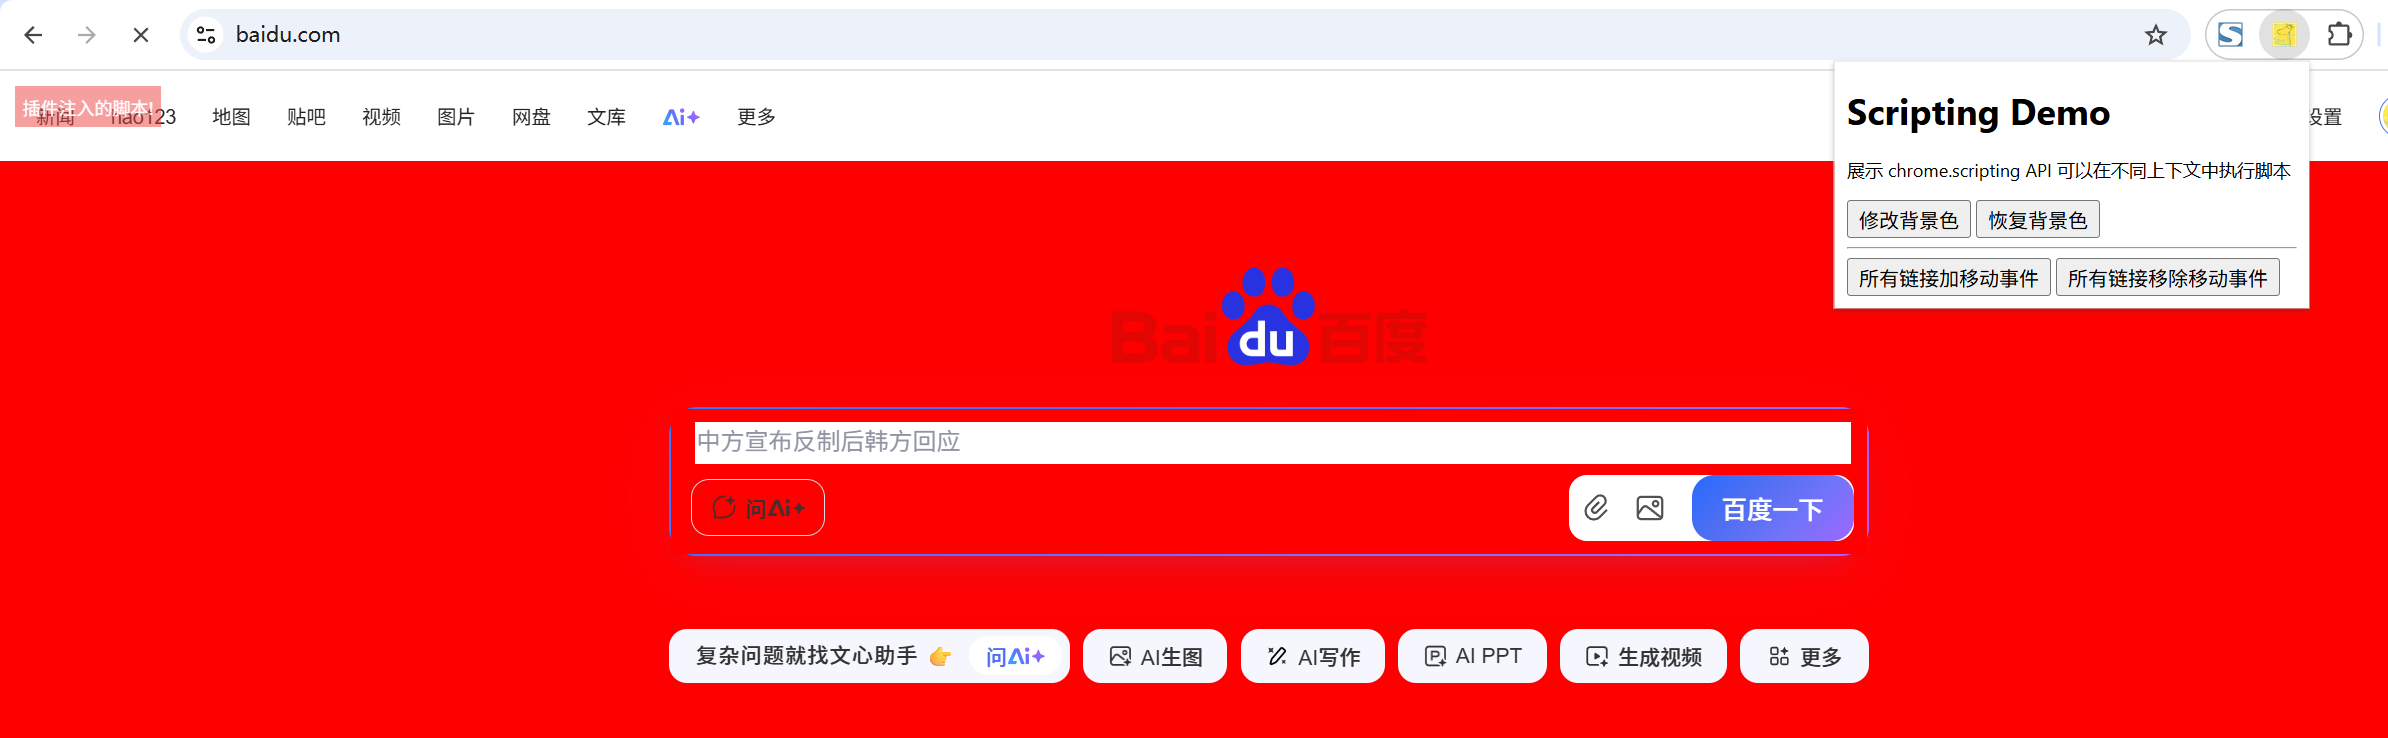 baidu.com
插件注入的脚本!
新闻 hao123 地图 贴吧 视频 图片 网盘 文库 Ai+ 更多 设置
Scripting Demo
展示 chrome.scripting API 可以在不同上下文中执行脚本
修改背景色 恢复背景色
所有链接加移动事件 所有链接移除移动事件
Bai du 百度
中方宣布反制后韩方回应
问Ai+ 百度一下
复杂问题就找文心助手 👉 问Ai+ AI生图 AI写作 AI PPT 生成视频 更多